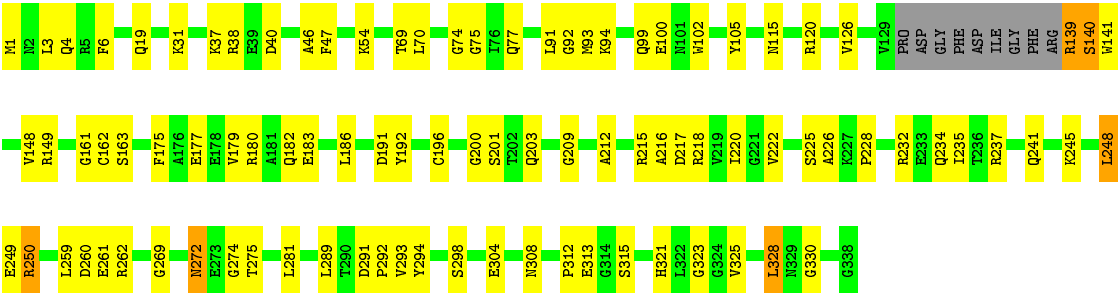 M1 N2 L3 Q4 R5 F6 Q19 K31 K37 R38 E39 D40 A46 F47 K54 T69 L70 G74 G75 I76 Q77 L91 G92 M93 K94 Q99 E100 N101 W102 Y105 N115 R120 V126 V129 PRO ASP GLY PHE ASP ILE GLY PHE ARG R139 S140 W141
V148 R149 G161 C162 S163 F175 A176 E177 E178 V179 R180 A181 Q182 E183 L186 D191 Y192 C196 G200 S201 T202 Q203 G209 A212 R215 A216 D217 R218 V219 I220 G221 V222 S225 A226 K227 P228 R232 E233 Q234 I235 T236 R237 Q241 K245 L248
E249 R250 L259 D260 E261 R262 G269 N272 E273 G274 T275 L281 L289 T290 D291 P292 V293 Y294 S298 E304 N308 P312 E313 G314 S315 H321 L322 G323 G324 V325 L328 N329 G330 G338